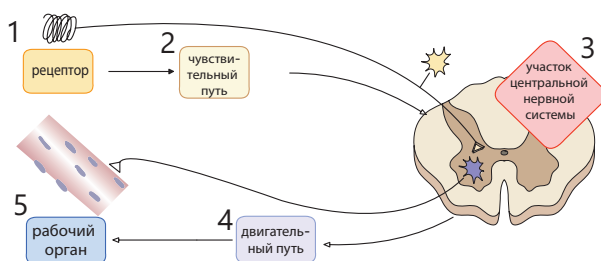 1
рецептор
2
чувстви-
тельный
путь
3
участок
центральной
нервной
системы
4
двигатель-
ный путь
5
рабочий
орган